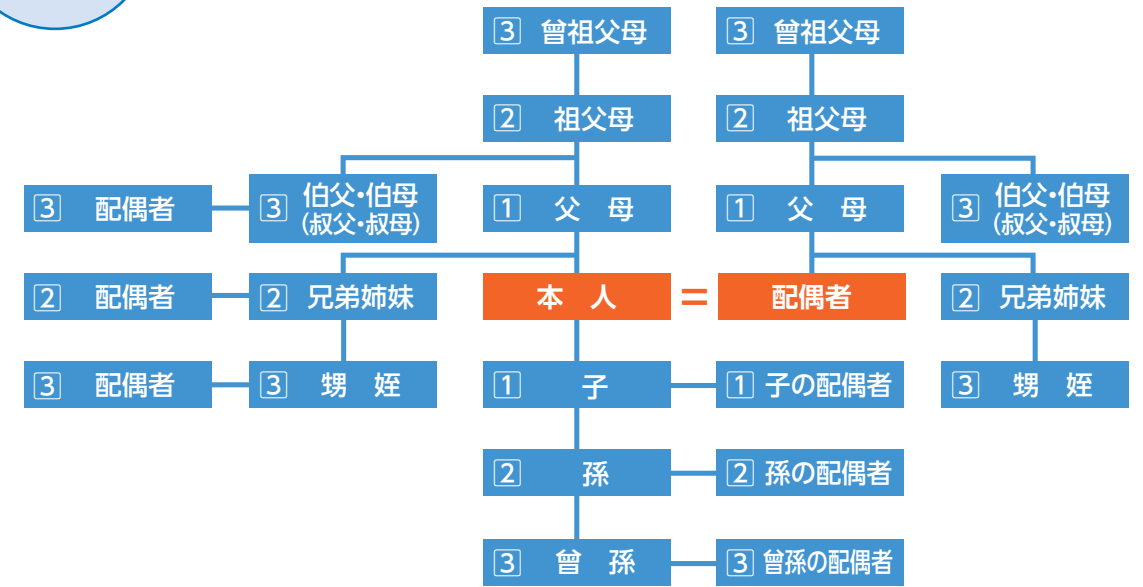 3 曾祖父母
3 曾祖父母
2 祖父母
2 祖父母
3 配偶者
3 伯父・伯母
(叔父・叔母)
1 父 母
1 父 母
3 伯父・伯母
(叔父・叔母)
2 配偶者
2 兄弟姉妹
本 人
=
配偶者
2 兄弟姉妹
3 配偶者
3 甥 姪
1 子
1 子の配偶者
3 甥 姪
2 孫
2 孫の配偶者
3 曾 孫
3 曾孫の配偶者